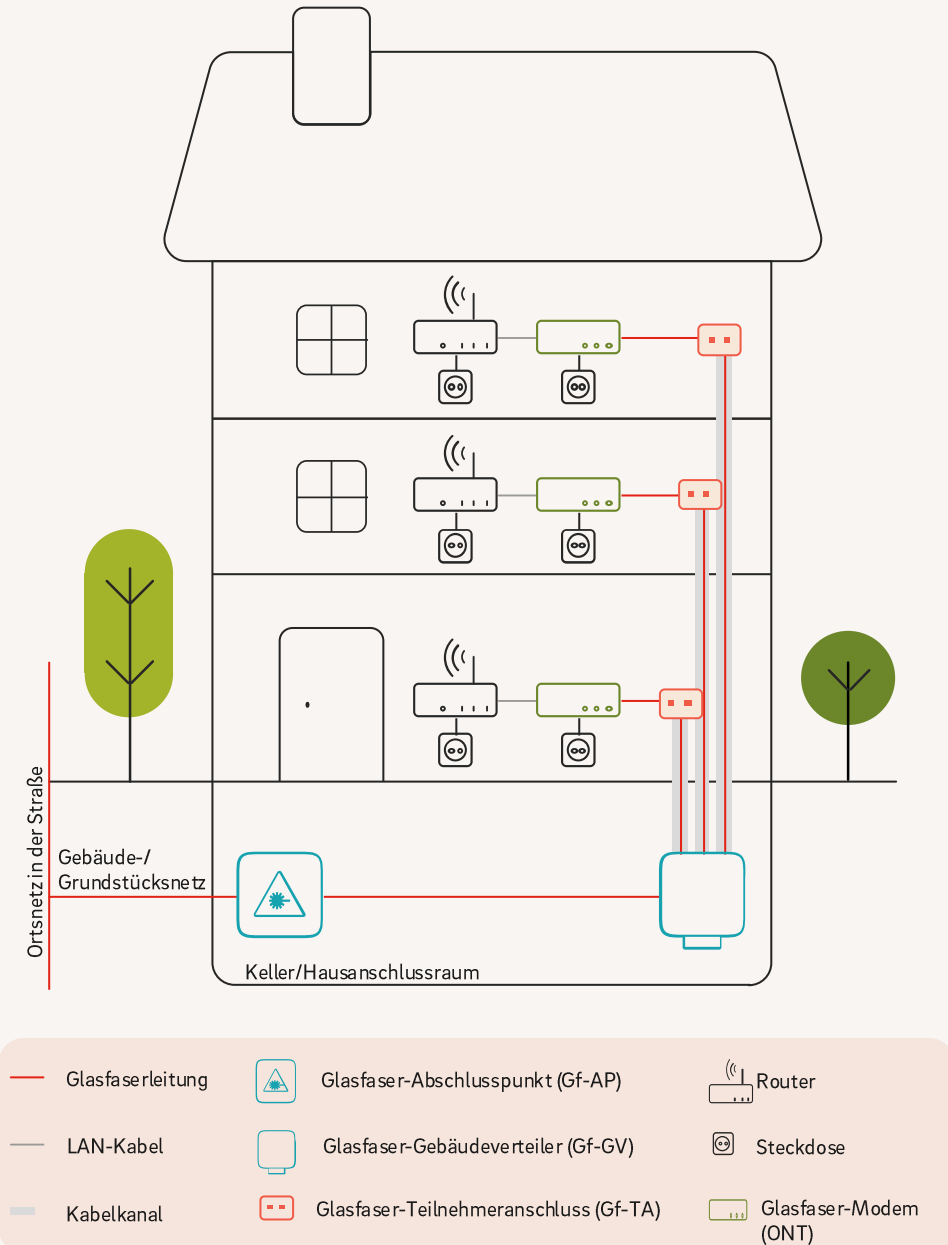 Ortsnetz in der Straße
Gebäude-/
Grundstücksnetz
Keller/Hausanschlussraum
Glasfaserleitung
Glasfaser-Abschlusspunkt (Gf-AP)
Router
LAN-Kabel
Glasfaser-Gebäudeverteiler (Gf-GV)
Steckdose
Kabelkanal
Glasfaser-Teilnehmeranschluss (Gf-TA)
Glasfaser-Modem
(ONT)